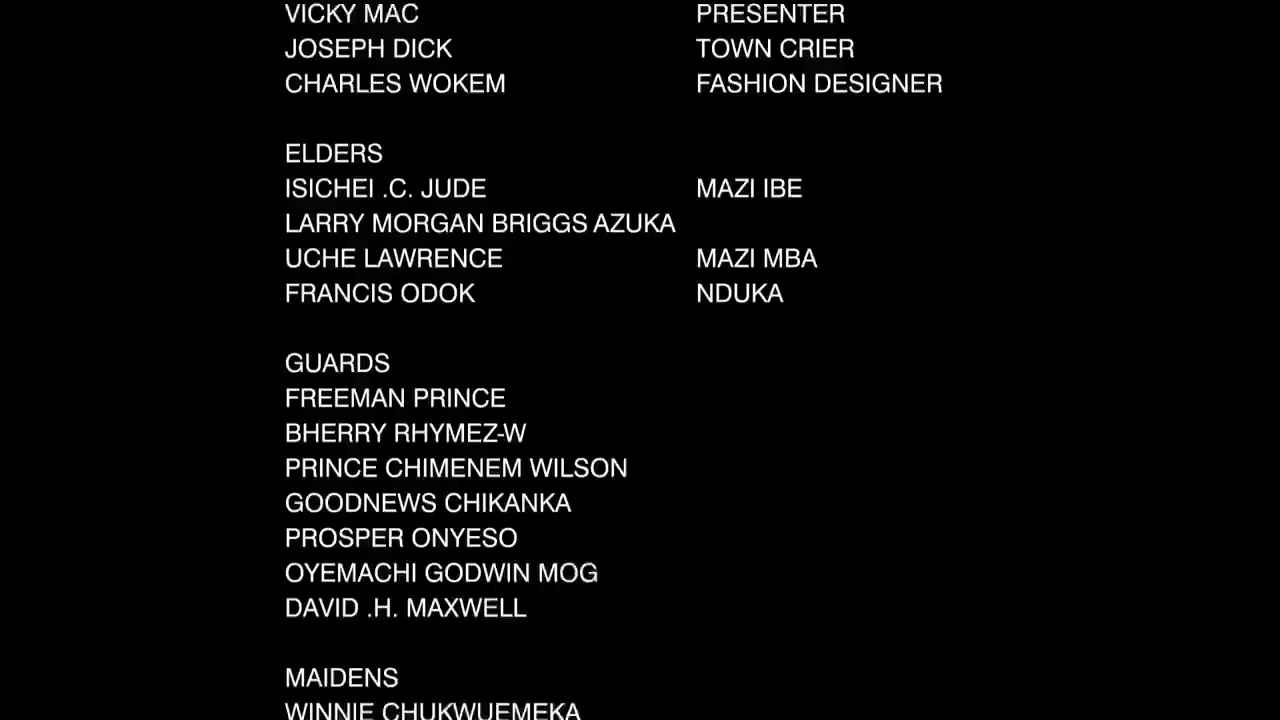 VICKY MAC PRESENTER
JOSEPH DICK TOWN CRIER
CHARLES WOKEM FASHION DESIGNER
ELDERS
ISICHEI .C. JUDE MAZI IBE
LARRY MORGAN BRIGGS AZUKA
UCHE LAWRENCE MAZI MBA
FRANCIS ODOK NDUKA
GUARDS
FREEMAN PRINCE
BHERRY RHYMEZ-W
PRINCE CHIMENEM WILSON
GOODNEWS CHIKANKA
PROSPER ONYESO
OYEMACHI GODWIN MOG
DAVID .H. MAXWELL
MAIDENS
WINNIE CHUKWUEMEKA